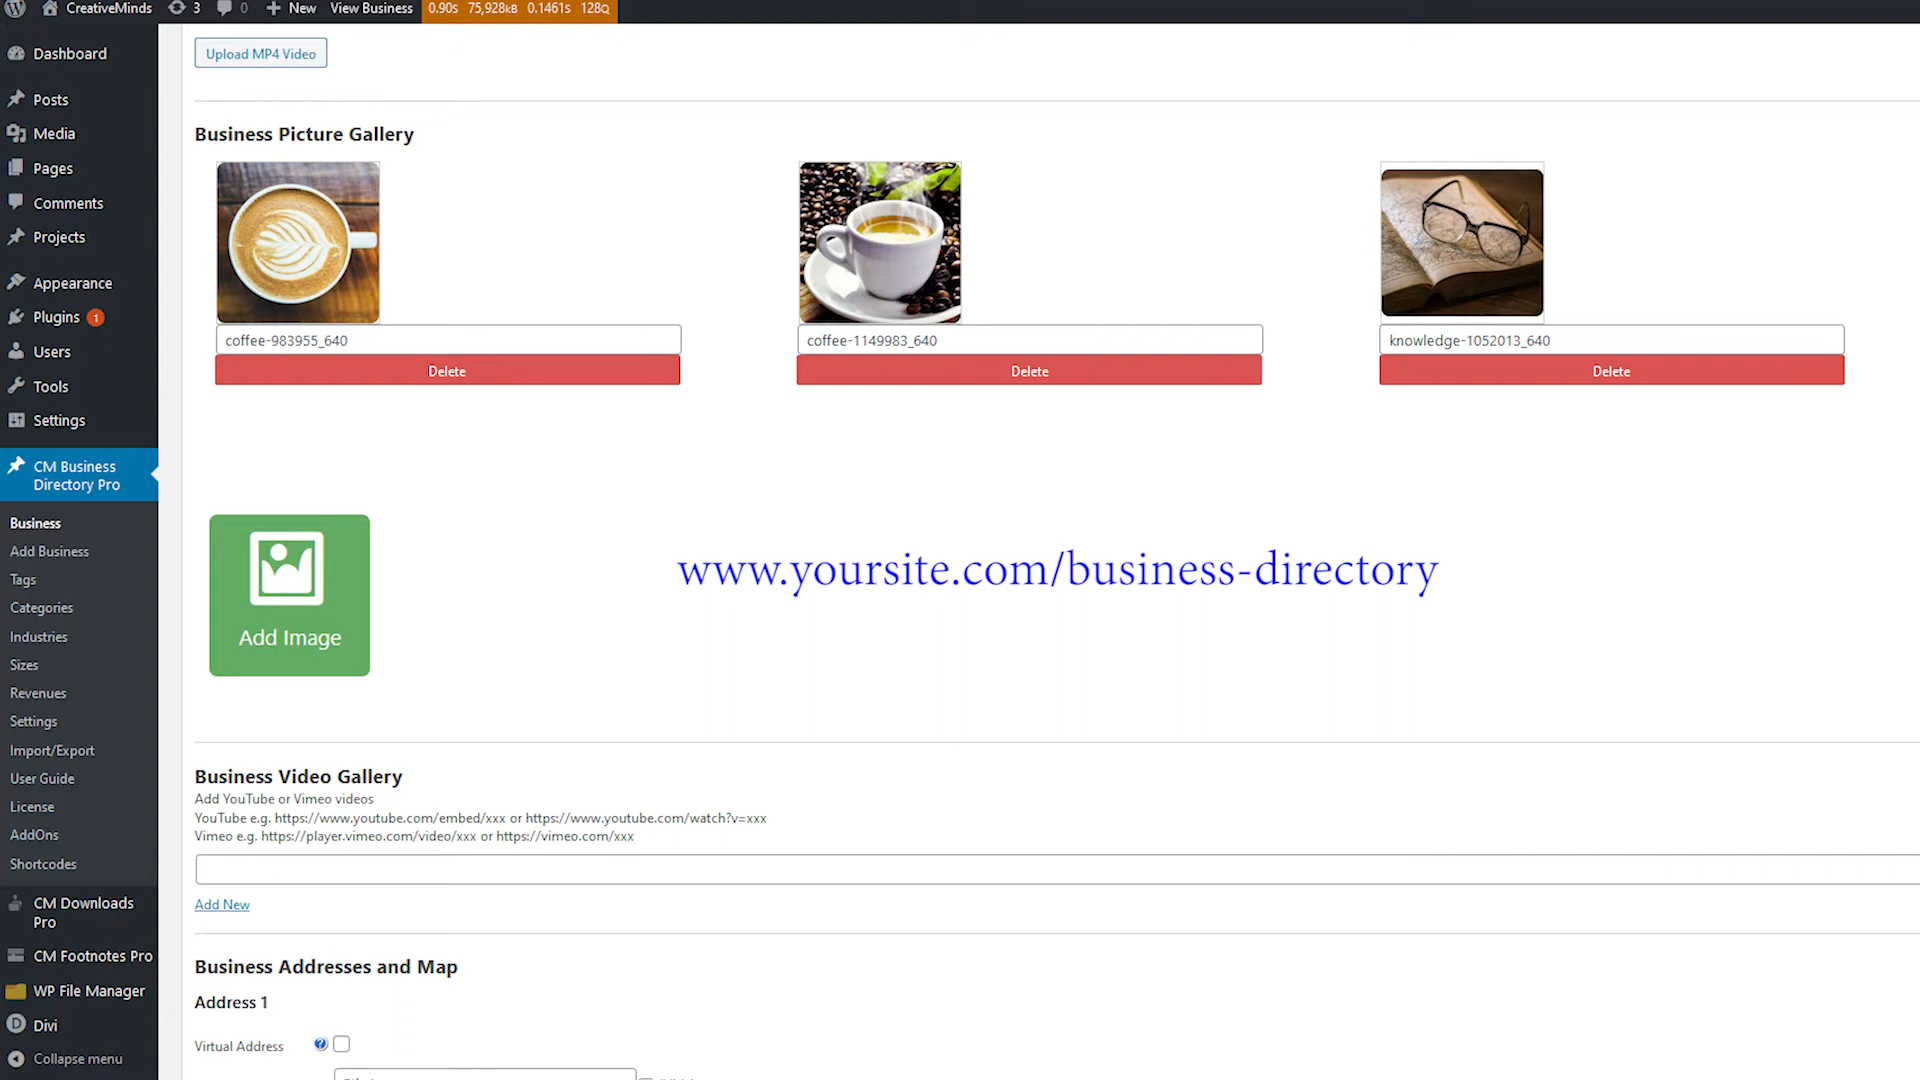 CreativeMinds 3 0 New View Business 0.90s 75,928kB 0.1461s 128Q
Dashboard
Posts
Media
Pages
Comments
Projects
Appearance
Plugins 1
Users
Tools
Settings
CM Business
Directory Pro
Business
Add Business
Tags
Categories
Industries
Sizes
Revenues
Settings
Import/Export
User Guide
License
AddOns
Shortcodes
CM Downloads
Pro
CM Footnotes Pro
WP File Manager
Divi
Collapse menu
Upload MP4 Video
Business Picture Gallery
coffee-983955_640 coffee-1149983_640 knowledge-1052013_640
Delete Delete Delete
Add Image
www.yoursite.com/business-directory
Business Video Gallery
Add YouTube or Vimeo videos
YouTube e.g. https://www.youtube.com/embed/xxx or https://www.youtube.com/watch?v=xxx
Vimeo e.g. https://player.vimeo.com/video/xxx or https://vimeo.com/xxx
Add New
Business Addresses and Map
Address 1
Virtual Address